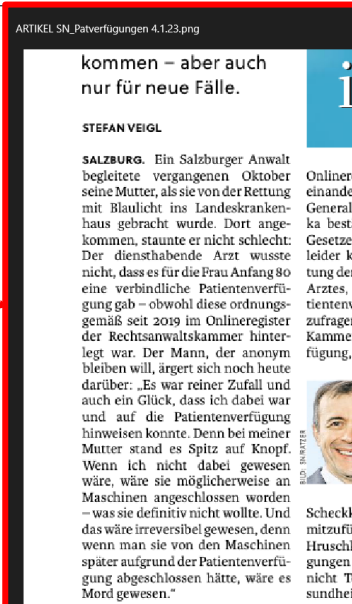 ARTIKEL SN_Patverfügungen 4.1.23.png
kommen – aber auch
nur für neue Fälle.
STEFAN VEIGL
SALZBURG. Ein Salzburger Anwalt
begleitete vergangenen Oktober
seine Mutter, als sie von der Rettung
mit Blaulicht ins Landeskranken-
haus gebracht wurde. Dort ange-
kommen, staunte er nicht schlecht:
Der diensthabende Arzt wusste
nicht, dass es für die Frau Anfang 80
eine verbindliche Patientenverfü-
gung gab – obwohl diese ordnungs-
gemäß seit 2019 im Onlineregister
der Rechtsanwaltskammer hinter-
legt war. Der Mann, der anonym
bleiben will, ärgert sich noch heute
darüber: „Es war reiner Zufall und
auch ein Glück, dass ich dabei war
und auf die Patientenverfügung
hinweisen konnte. Denn bei meiner
Mutter stand es Spitz auf Knopf.
Wenn ich nicht dabei gewesen
wäre, wäre sie möglicherweise an
Maschinen angeschlossen worden
– was sie definitiv nicht wollte. Und
das wäre irreversibel gewesen, denn
wenn man sie von den Maschinen
später aufgrund der Patientenverfü-
gung abgeschlossen hätte, wäre es
Mord gewesen.“
i
Onlinere
einande
General
ka best
Gesetze
leider k
tung der
Arztes,
tientenv
zufrage
Kamme
fügung,
BILD: SN/RATZER
Scheckk
mitzufü
Hruschl
gungen
nicht T
sundhei